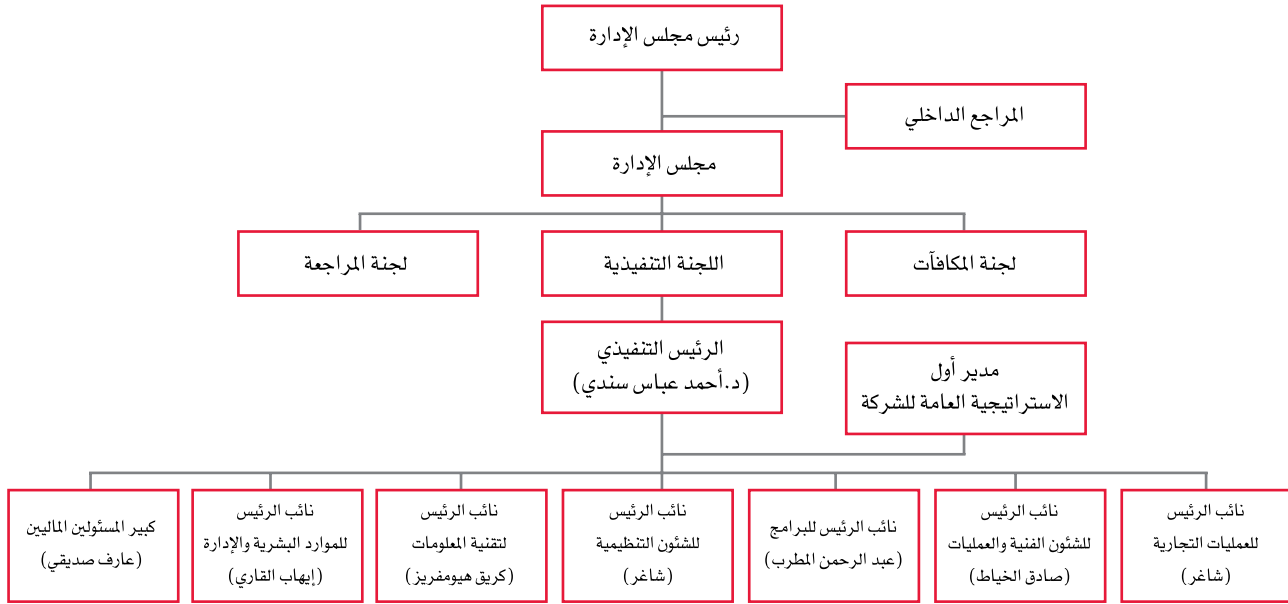 رئيس مجلس الإدارة
المراجع الداخلي
مجلس الإدارة
لجنة المكافآت
اللجنة التنفيذية
لجنة المراجعة
الرئيس التنفيذي
(د.أحمد عباس سندي)
مدير أول
الاستراتيجية العامة للشركة
نائب الرئيس
للعمليات التجارية
(شاغر)
نائب الرئيس
للشئون الفنية والعمليات
(صادق الخياط)
نائب الرئيس للبرامج
(عبد الرحمن المطرب)
نائب الرئيس
للشئون التنظيمية
(شاغر)
نائب الرئيس
لتقنية المعلومات
(كريق هيومفريز)
نائب الرئيس
للموارد البشرية والإدارة
(إيهاب القاري)
كبير المسئولين الماليين
(عارف صديقي)